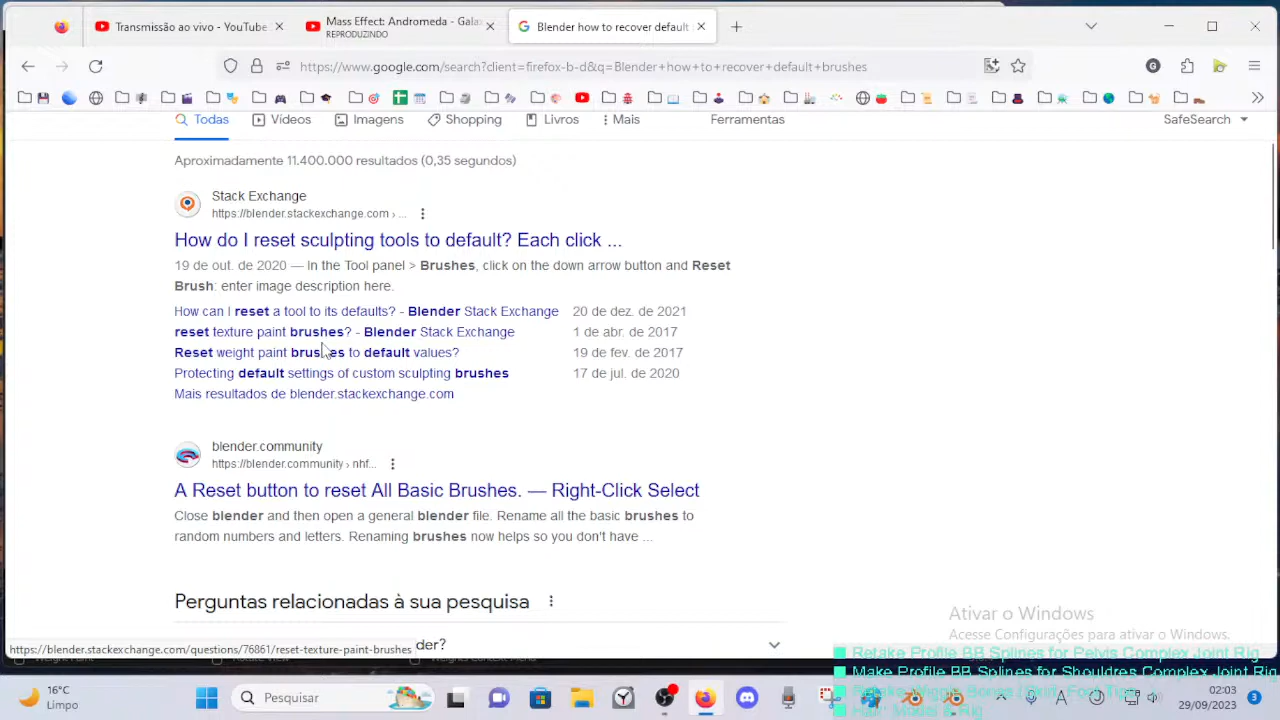 Transmissão ao vivo - YouTube
Mass Effect: Andromeda - Gala
REPRODUZINDO
Blender how to recover default
https://www.google.com/search?client=firefox-b-d&q=Blender+how+to+recover+default+brushes
Todas
Vídeos
Imagens
Shopping
Livros
Mais
Ferramentas
SafeSearch
Aproximadamente 11.400.000 resultados (0,35 segundos)
Stack Exchange
https://blender.stackexchange.com › ...
How do I reset sculpting tools to default? Each click ...
19 de out. de 2020 — In the Tool panel > Brushes, click on the down arrow button and Reset
Brush: enter image description here.
How can I reset a tool to its defaults? - Blender Stack Exchange 20 de dez. de 2021
reset texture paint brushes? - Blender Stack Exchange 1 de abr. de 2017
Reset weight paint brushes to default values? 19 de fev. de 2017
Protecting default settings of custom sculpting brushes 17 de jul. de 2020
Mais resultados de blender.stackexchange.com
blender.community
https://blender.community › nhf...
A Reset button to reset All Basic Brushes. — Right-Click Select
Close blender and then open a general blender file. Rename all the basic brushes to
random numbers and letters. Renaming brushes now helps so you don't have ...
Perguntas relacionadas à sua pesquisa
der?
Ativar o Windows
Acesse Configurações para ativar o Windows.
https://blender.stackexchange.com/questions/76861/reset-texture-paint-brushes
Retake Profile BB Splines for Pelvis Complex Joint Rig
Make Profile BB Splines for Shouldres Complex Joint Rig
16°C
Limpo
Pesquisar
02:03
29/09/2023
3